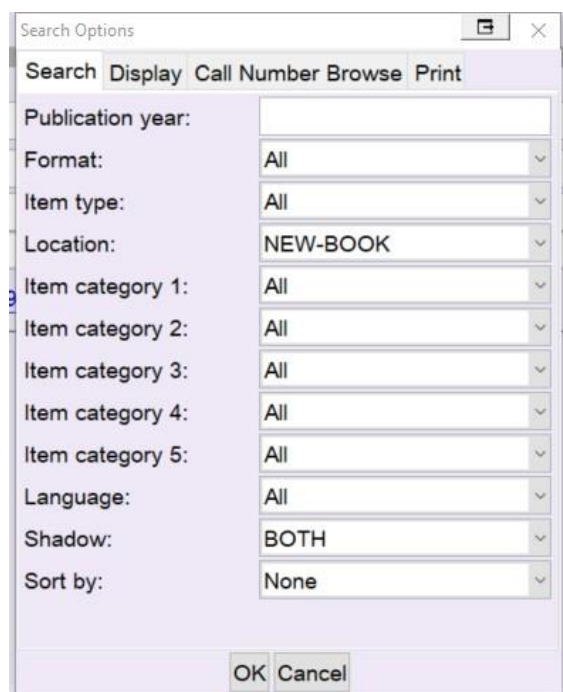 Search Options
Search Display Call Number Browse Print
Publication year:
Format: All
Item type: All
Location: NEW-BOOK
Item category 1: All
Item category 2: All
Item category 3: All
Item category 4: All
Item category 5: All
Language: All
Shadow: BOTH
Sort by: None
OK Cancel